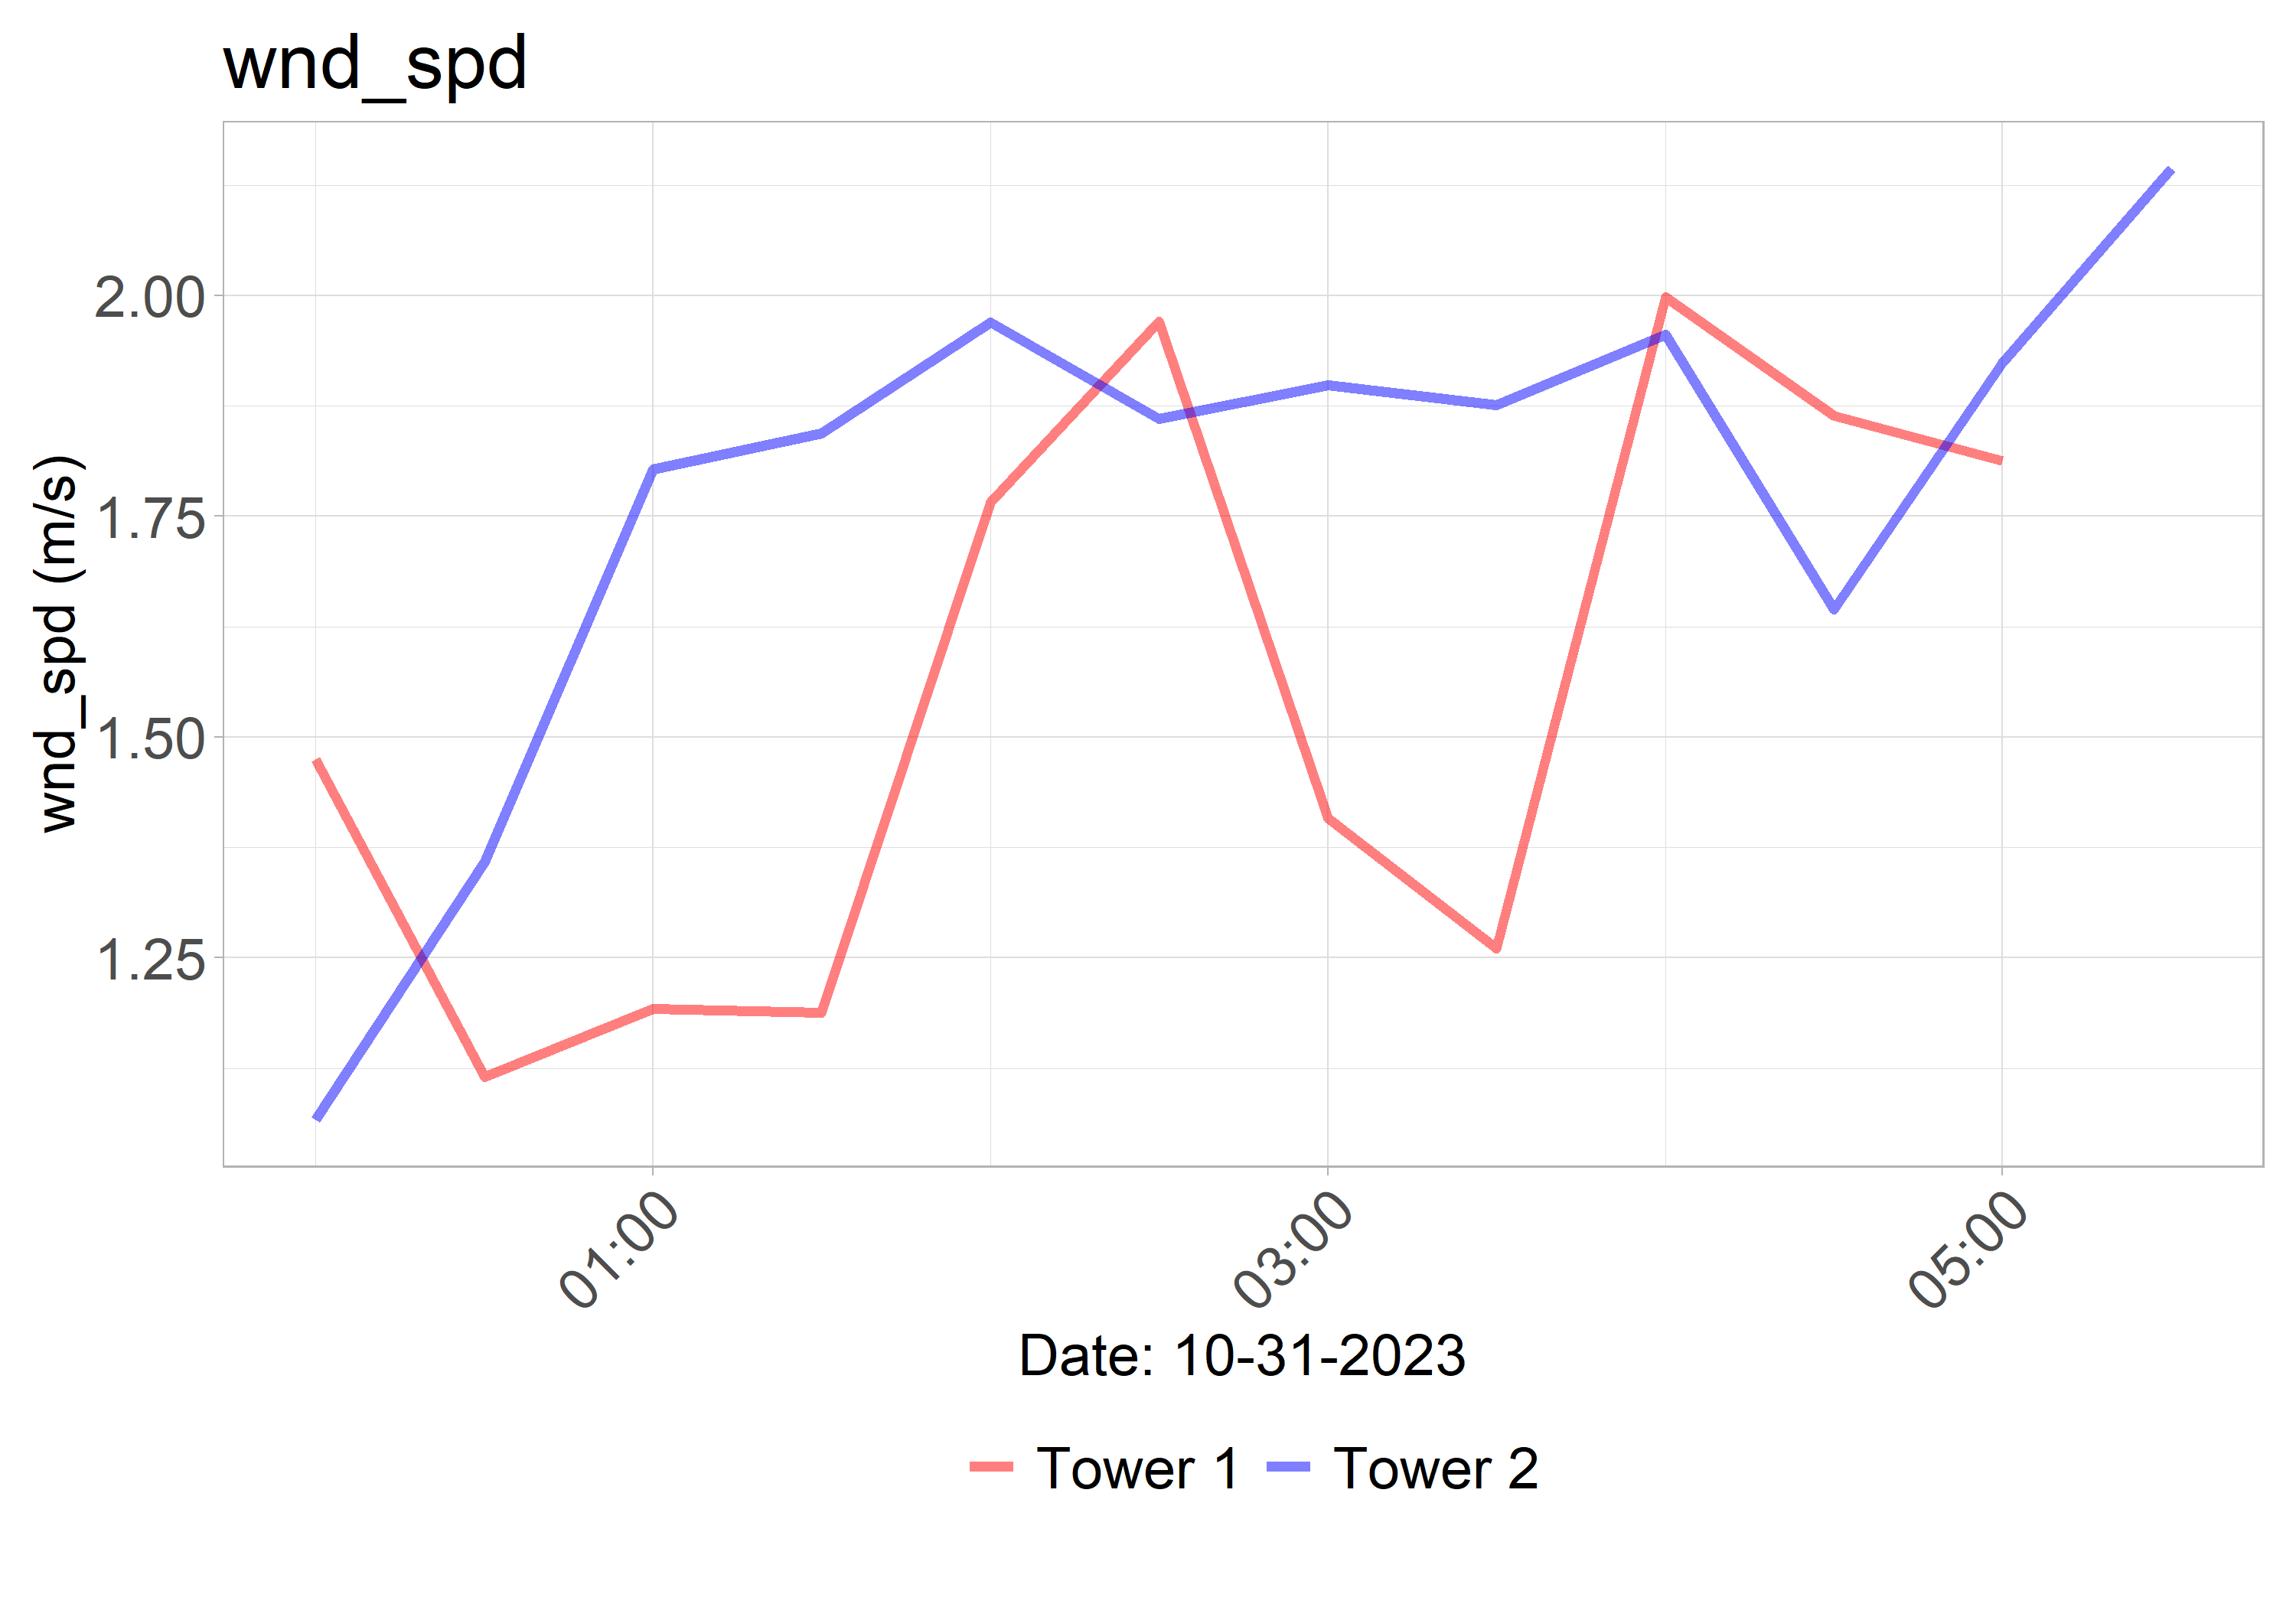 wnd_spd
wnd_spd (m/s)
2.00
1.75
1.50
1.25
01:00
03:00
05:00
Date: 10-31-2023
Tower 1
Tower 2